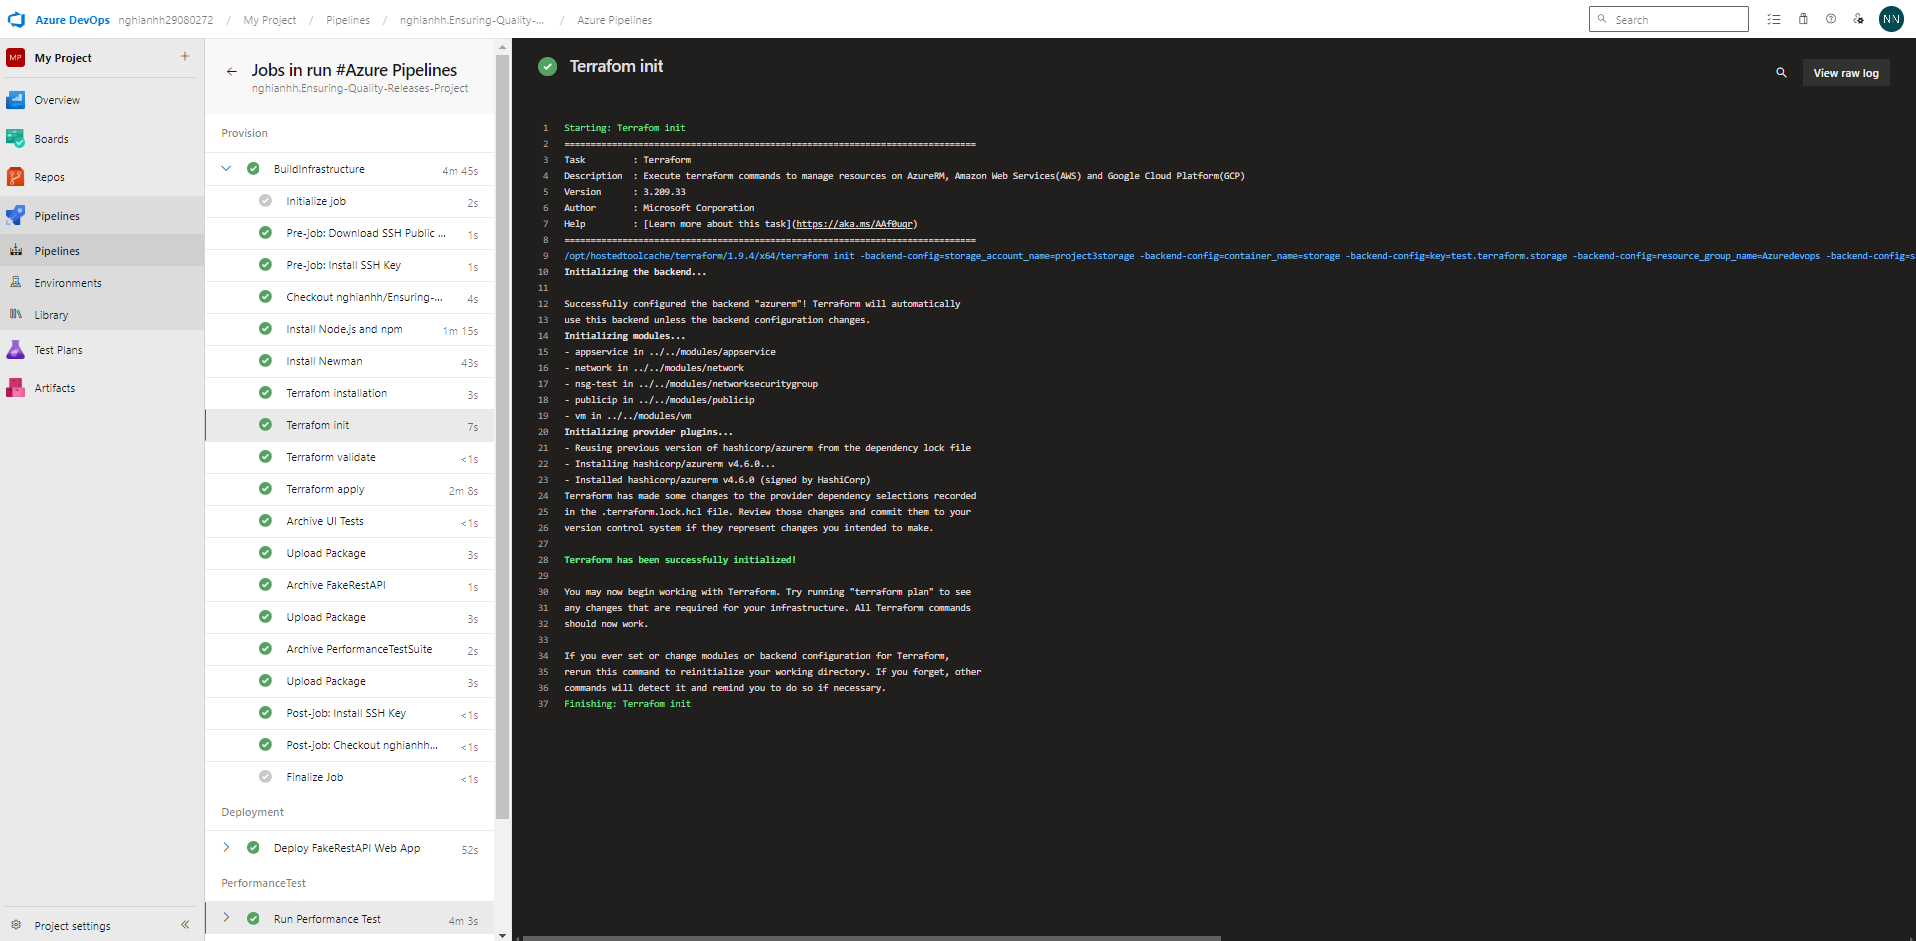 Azure DevOps nghianhh29080272 / My Project / Pipelines / nghianhh.Ensuring-Quality-... / Azure Pipelines
Search
NN
MP My Project
Overview
Boards
Repos
Pipelines
Pipelines
Environments
Library
Test Plans
Artifacts
Project settings
Jobs in run #Azure Pipelines
nghianhh.Ensuring-Quality-Releases-Project
Provision
BuildInfrastructure 4m 45s
Initialize job 2s
Pre-job: Download SSH Public ... 1s
Pre-job: Install SSH Key 1s
Checkout nghianhh/Ensuring-... 4s
Install Node.js and npm 1m 15s
Install Newman 43s
Terrafom installation 3s
Terrafom init 7s
Terraform validate <1s
Terraform apply 2m 8s
Archive UI Tests <1s
Upload Package 3s
Archive FakeRestAPI 1s
Upload Package 3s
Archive PerformanceTestSuite 2s
Upload Package 3s
Post-job: Install SSH Key <1s
Post-job: Checkout nghianhh... <1s
Finalize Job <1s
Deployment
Deploy FakeRestAPI Web App 52s
PerformanceTest
Run Performance Test 4m 3s
Terrafom init
View raw log
1 Starting: Terrafom init
2 ==============================================================================
3 Task : Terraform
4 Description : Execute terraform commands to manage resources on AzureRM, Amazon Web Services(AWS) and Google Cloud Platform(GCP)
5 Version : 3.209.33
6 Author : Microsoft Corporation
7 Help : [Learn more about this task](https://aka.ms/AAf0uqr)
8 ==============================================================================
9 /opt/hostedtoolcache/terraform/1.9.4/x64/terraform init -backend-config=storage_account_name=project3storage -backend-config=container_name=storage -backend-config=key=test.terraform.storage -backend-config=resource_group_name=Azuredevops -backend-config=s
10 Initializing the backend...
11
12 Successfully configured the backend "azurerm"! Terraform will automatically
13 use this backend unless the backend configuration changes.
14 Initializing modules...
15 - appservice in ../../modules/appservice
16 - network in ../../modules/network
17 - nsg-test in ../../modules/networksecuritygroup
18 - publicip in ../../modules/publicip
19 - vm in ../../modules/vm
20 Initializing provider plugins...
21 - Reusing previous version of hashicorp/azurerm from the dependency lock file
22 - Installing hashicorp/azurerm v4.6.0...
23 - Installed hashicorp/azurerm v4.6.0 (signed by HashiCorp)
24 Terraform has made some changes to the provider dependency selections recorded
25 in the .terraform.lock.hcl file. Review those changes and commit them to your
26 version control system if they represent changes you intended to make.
27
28 Terraform has been successfully initialized!
29
30 You may now begin working with Terraform. Try running "terraform plan" to see
31 any changes that are required for your infrastructure. All Terraform commands
32 should now work.
33
34 If you ever set or change modules or backend configuration for Terraform,
35 rerun this command to reinitialize your working directory. If you forget, other
36 commands will detect it and remind you to do so if necessary.
37 Finishing: Terrafom init